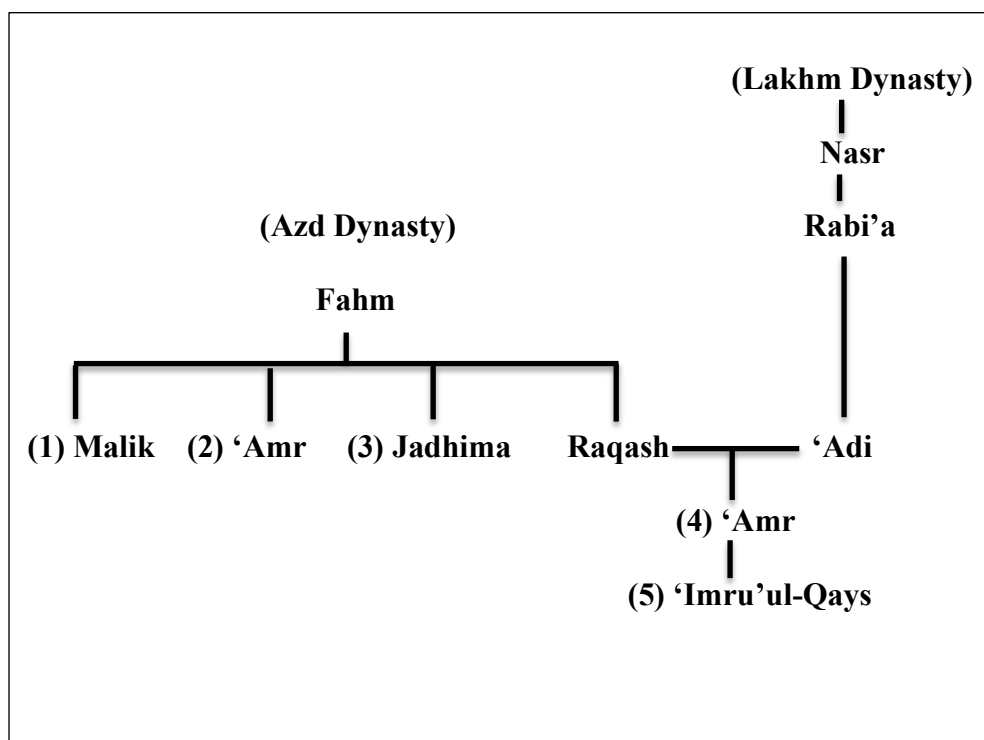 (Lakhm Dynasty)
Nasr
(Azd Dynasty) Rabi’a
Fahm
(1) Malik (2) ‘Amr (3) Jadhima Raqash ‘Adi
(4) ‘Amr
(5) ‘Imru’ul-Qays